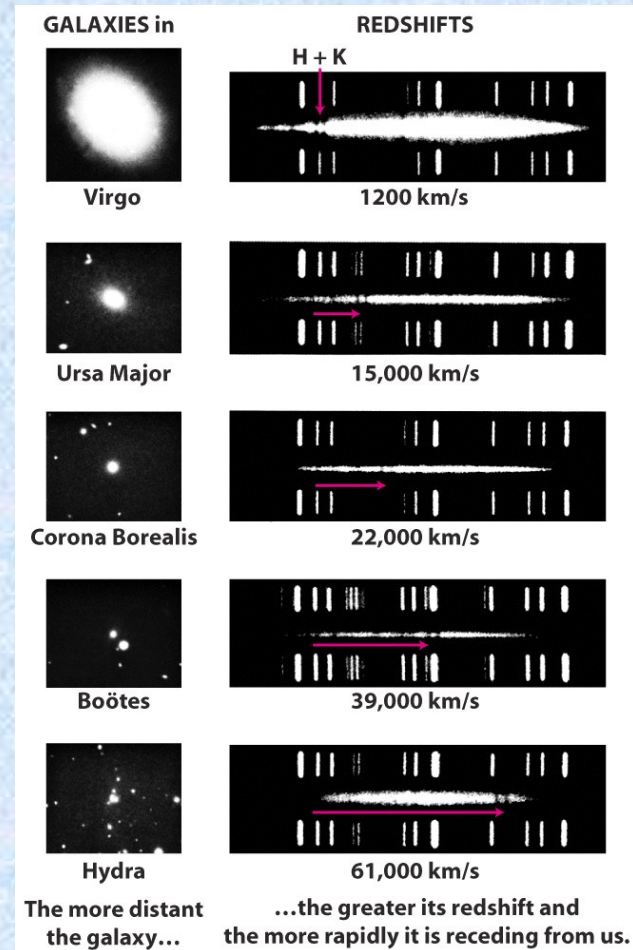 GALAXIES in
REDSHIFTS
H + K
Virgo
1200 km/s
Ursa Major
15,000 km/s
Corona Borealis
22,000 km/s
Boötes
39,000 km/s
Hydra
61,000 km/s
The more distant
the galaxy…
…the greater its redshift and
the more rapidly it is receding from us.